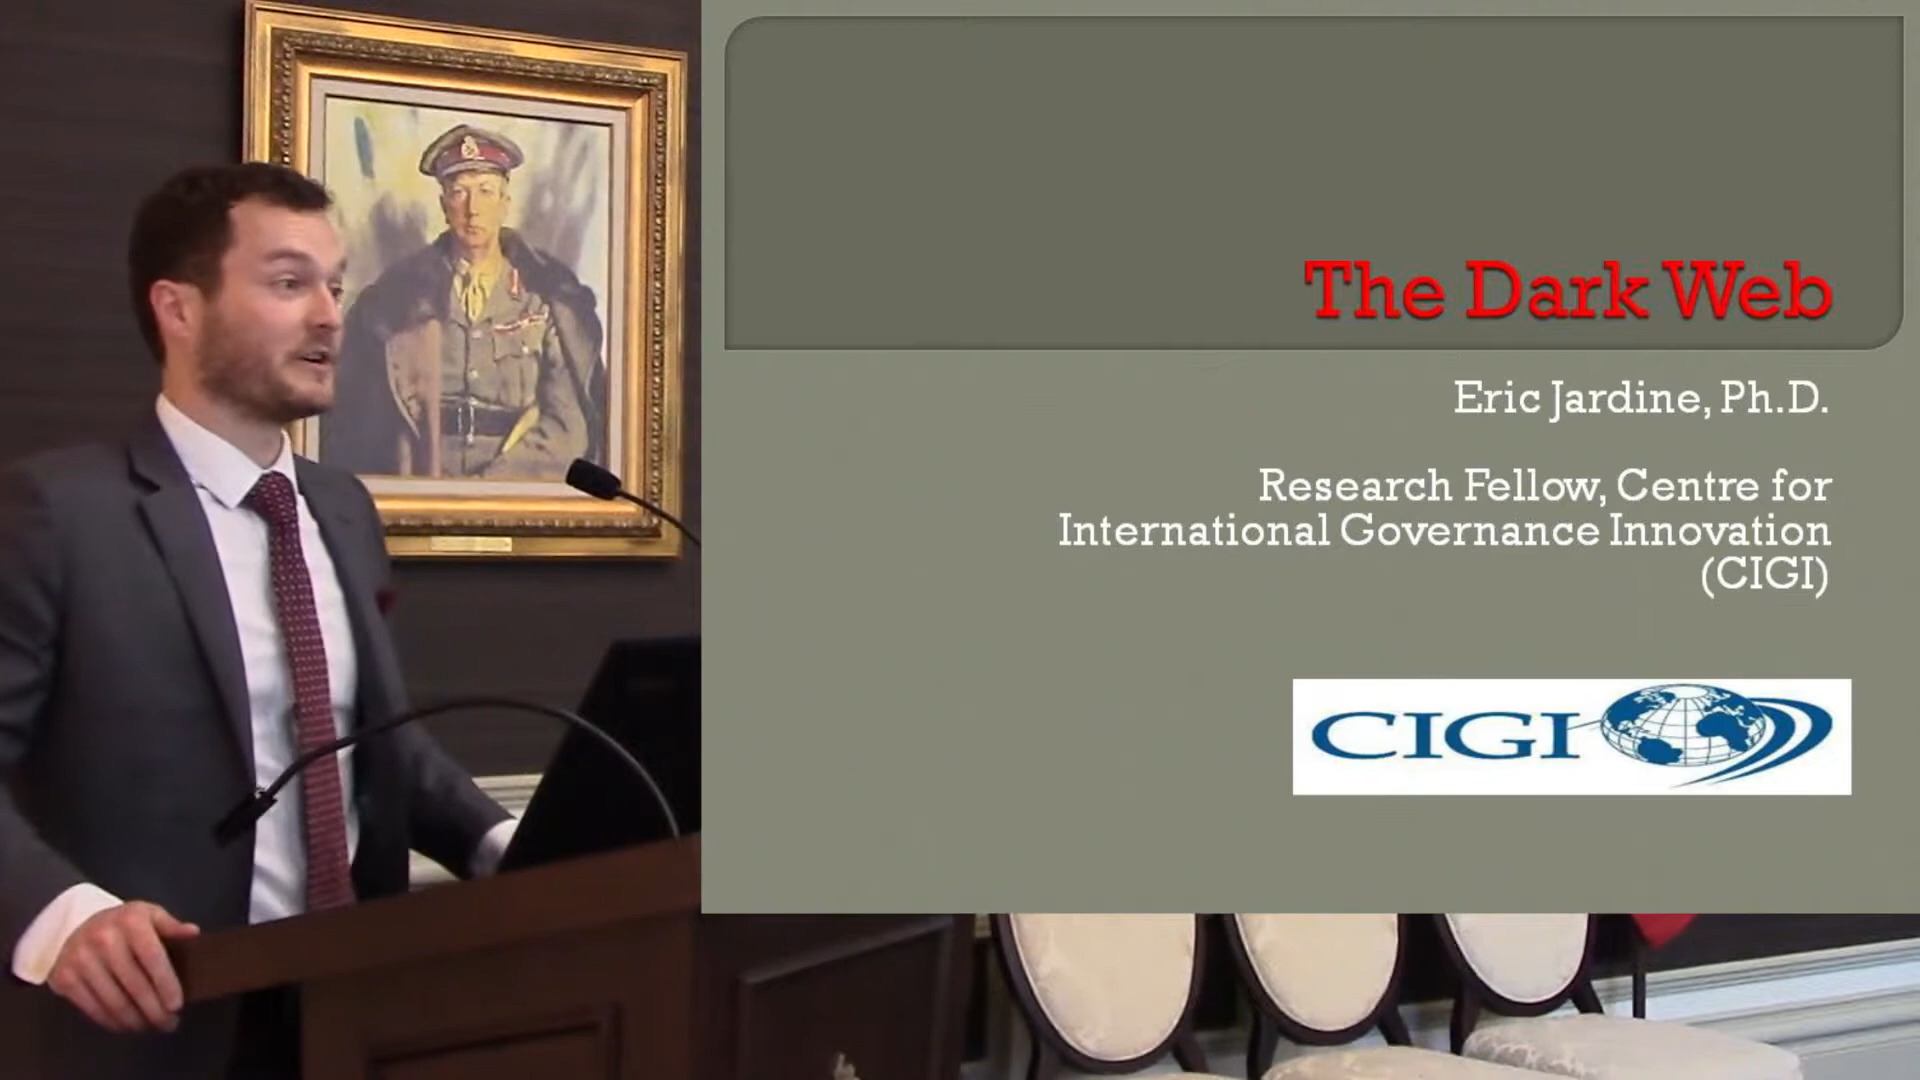 The Dark Web
Eric Jardine, Ph.D.
Research Fellow, Centre for
International Governance Innovation
(CIGI)
CIGI